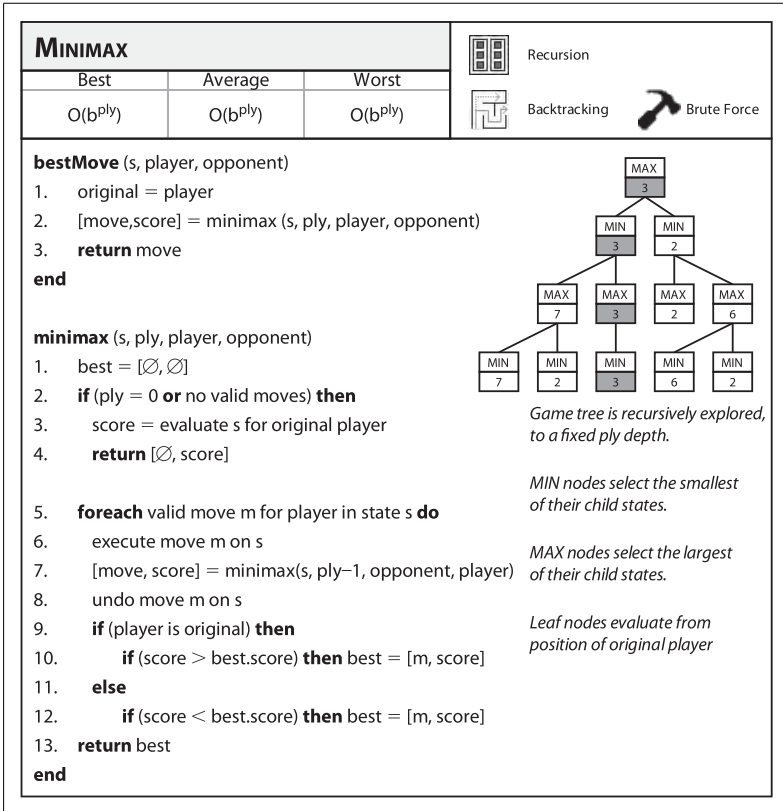 MINIMAX
Best Average Worst
O(b^ply) O(b^ply) O(b^ply)
Recursion
Backtracking Brute Force
bestMove (s, player, opponent)
1. original = player
2. [move,score] = minimax (s, ply, player, opponent)
3. return move
end
minimax (s, ply, player, opponent)
1. best = [∅, ∅]
2. if (ply = 0 or no valid moves) then
3. score = evaluate s for original player
4. return [∅, score]
5. foreach valid move m for player in state s do
6. execute move m on s
7. [move, score] = minimax(s, ply−1, opponent, player)
8. undo move m on s
9. if (player is original) then
10. if (score > best.score) then best = [m, score]
11. else
12. if (score < best.score) then best = [m, score]
13. return best
end
MAX
3
MIN MIN
3 2
MAX MAX MAX MAX
7 3 2 6
MIN MIN MIN MIN MIN
7 2 3 6 2
Game tree is recursively explored,
to a fixed ply depth.
MIN nodes select the smallest
of their child states.
MAX nodes select the largest
of their child states.
Leaf nodes evaluate from
position of original player